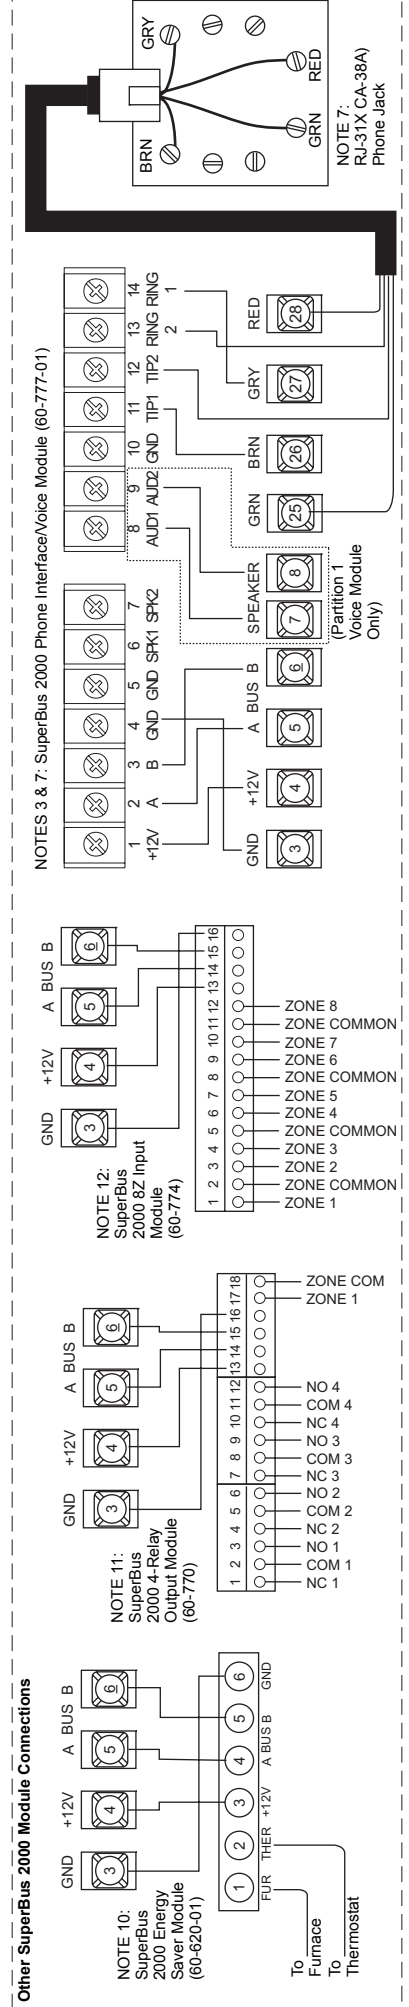 Other SuperBus 2000 Module Connections
GND
+12V
A BUS B
3
4
5
6
NOTE 10:
SuperBus
2000 Energy
Saver Module
(60-620-01)
1 2 3 4 5 6
FUR THER +12V A BUS B GND
To
Furnace
To
Thermostat
GND
+12V
A BUS B
3
4
5
6
NOTE 11:
SuperBus
2000 4-Relay
Output Module
(60-770)
1 2 3 4 5 6 7 8 9 10 11 12 13 14 15 16 17 18
NC 1
COM 1
NO 1
NC 2
COM 2
NO 2
NC 3
COM 3
NO 3
NC 4
COM 4
NO 4
ZONE 1
ZONE COM
GND
+12V
A BUS B
3
4
5
6
NOTE 12:
SuperBus
2000 8Z Input
Module
(60-774)
1 2 3 4 5 6 7 8 9 10 11 12 13 14 15 16
ZONE 1
ZONE COMMON
ZONE 2
ZONE 3
ZONE COMMON
ZONE 4
ZONE 5
ZONE COMMON
ZONE 6
ZONE 7
ZONE COMMON
ZONE 8
NOTES 3 & 7: SuperBus 2000 Phone Interface/Voice Module (60-777-01)
1 2 3 4 5 6 7 8 9 10 11 12 13 14
+12V A B GND GND SPK1 SPK2 AUD1 AUD2 GND TIP1 TIP2 RING RING
2 1
GND +12V A BUS B SPEAKER GRN BRN GRY RED
3 4 5 6 7 8 25 26 27 28
(Partition 1
Voice Module
Only)
BRN
GRY
GRN
RED
NOTE 7:
RJ-31X CA-38A)
Phone Jack